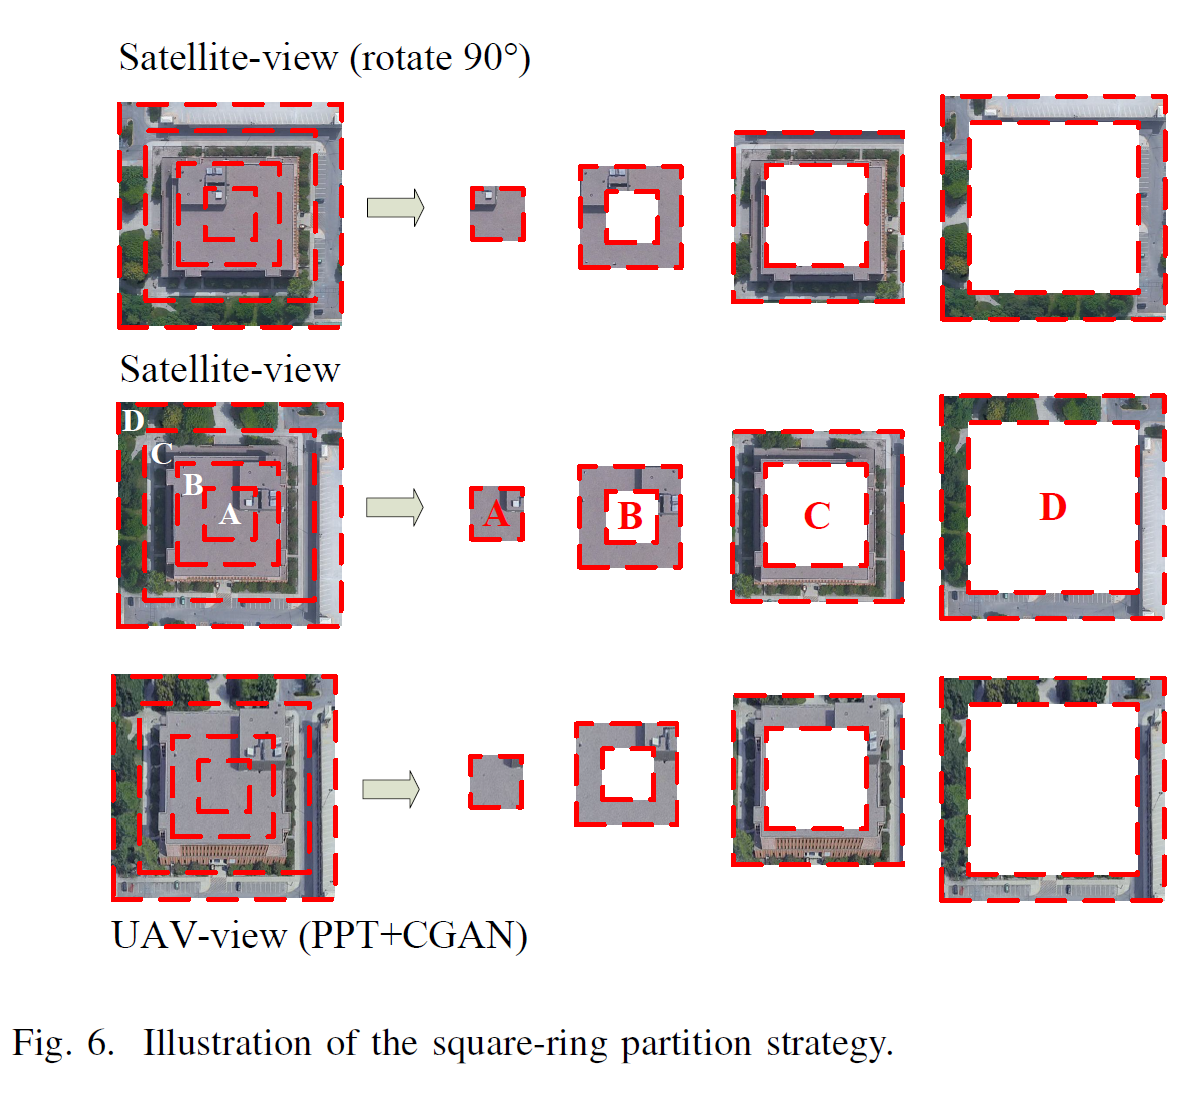 Satellite-view (rotate 90°)
Satellite-view
D
C
B
A
A
B
C
D
UAV-view (PPT+CGAN)
Fig. 6. Illustration of the square-ring partition strategy.